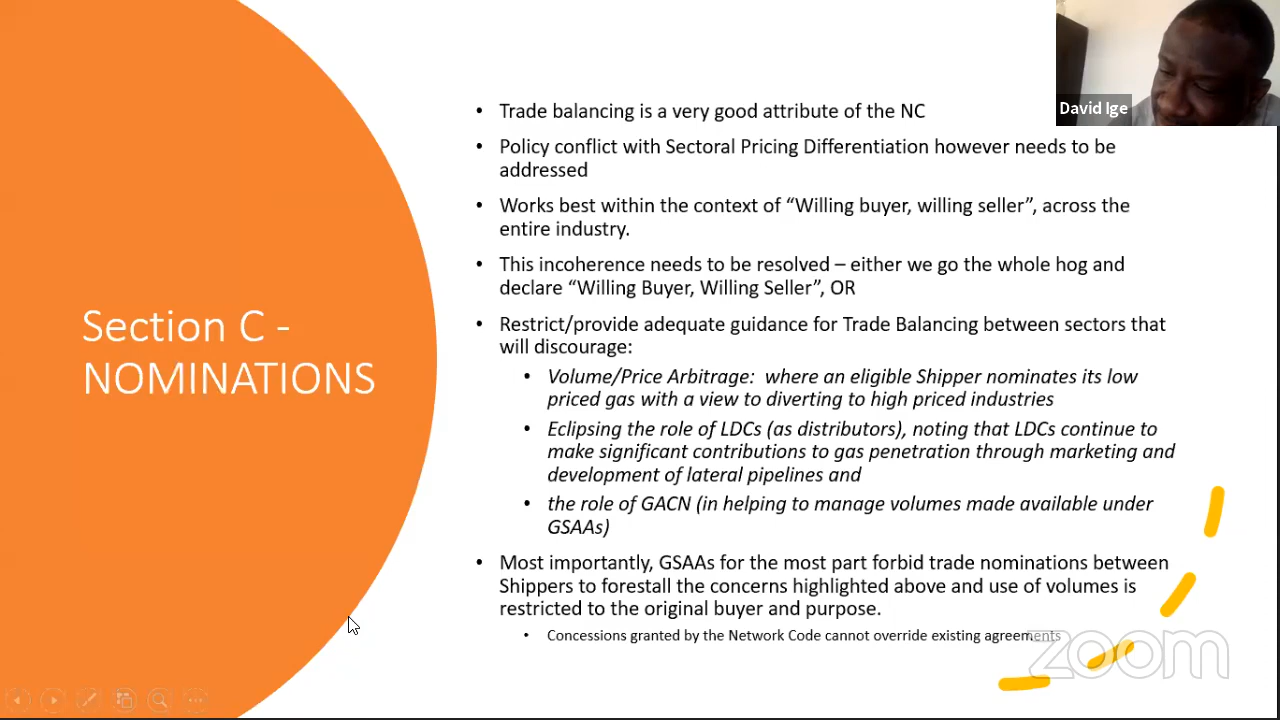 David Ige
Section C -
NOMINATIONS
• Trade balancing is a very good attribute of the NC
• Policy conflict with Sectoral Pricing Differentiation however needs to be
addressed
• Works best within the context of “Willing buyer, willing seller”, across the
entire industry.
• This incoherence needs to be resolved – either we go the whole hog and
declare “Willing Buyer, Willing Seller”, OR
• Restrict/provide adequate guidance for Trade Balancing between sectors that
will discourage:
• Volume/Price Arbitrage: where an eligible Shipper nominates its low
priced gas with a view to diverting to high priced industries
• Eclipsing the role of LDCs (as distributors), noting that LDCs continue to
make significant contributions to gas penetration through marketing and
development of lateral pipelines and
• the role of GACN (in helping to manage volumes made available under
GSAAs)
• Most importantly, GSAAs for the most part forbid trade nominations between
Shippers to forestall the concerns highlighted above and use of volumes is
restricted to the original buyer and purpose.
• Concessions granted by the Network Code cannot override existing agreements
zoom